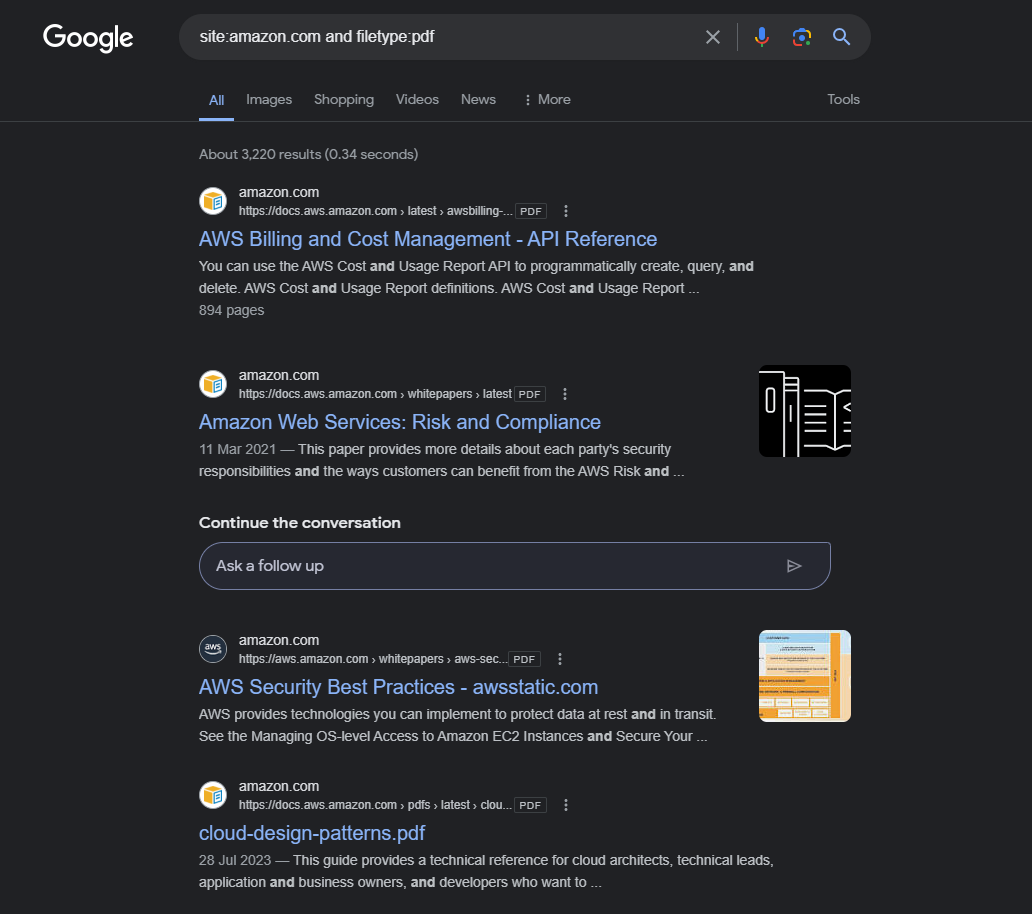 Google
site:amazon.com and filetype:pdf
All Images Shopping Videos News More Tools
About 3,220 results (0.34 seconds)
amazon.com
https://docs.aws.amazon.com › latest › awsbilling-... PDF
AWS Billing and Cost Management - API Reference
You can use the AWS Cost and Usage Report API to programmatically create, query, and
delete. AWS Cost and Usage Report definitions. AWS Cost and Usage Report ...
894 pages
amazon.com
https://docs.aws.amazon.com › whitepapers › latest PDF
Amazon Web Services: Risk and Compliance
11 Mar 2021 — This paper provides more details about each party's security
responsibilities and the ways customers can benefit from the AWS Risk and ...
Continue the conversation
Ask a follow up
aws
amazon.com
https://aws.amazon.com › whitepapers › aws-sec... PDF
AWS Security Best Practices - awsstatic.com
AWS provides technologies you can implement to protect data at rest and in transit.
See the Managing OS-level Access to Amazon EC2 Instances and Secure Your ...
amazon.com
https://docs.aws.amazon.com › pdfs › latest › clou... PDF
cloud-design-patterns.pdf
28 Jul 2023 — This guide provides a technical reference for cloud architects, technical leads,
application and business owners, and developers who want to ...